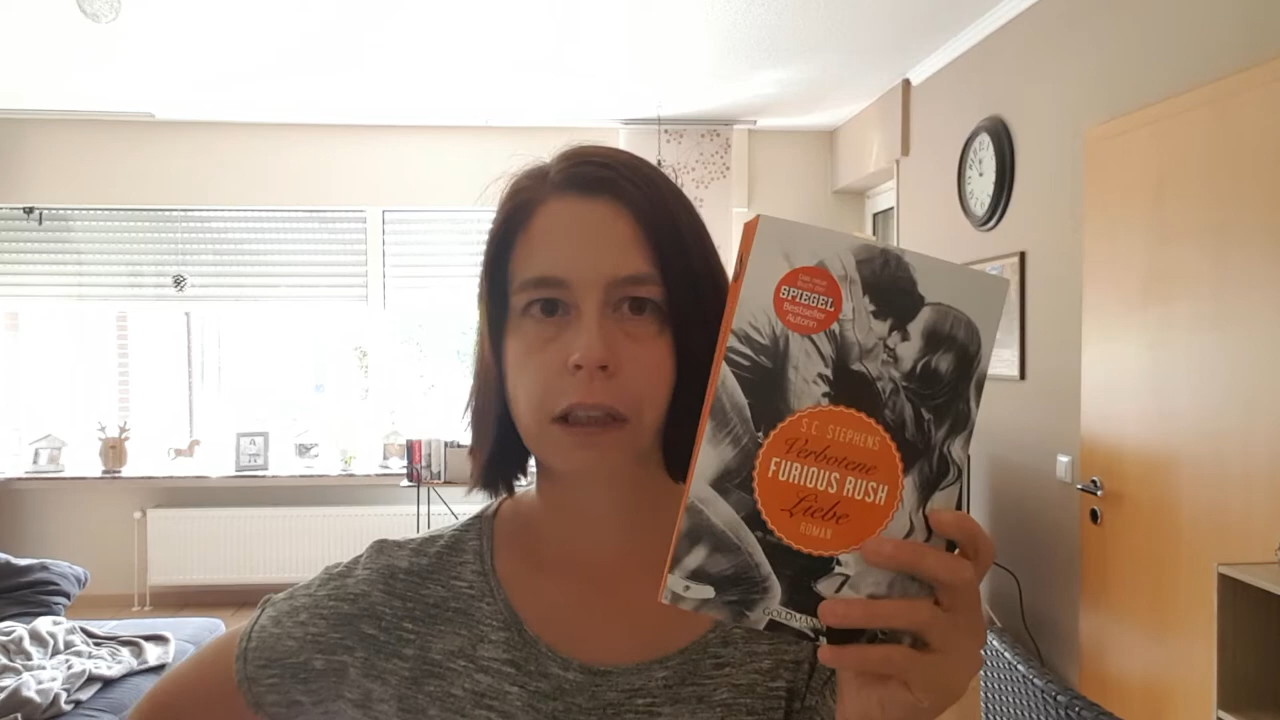 Das neue
Buch der
SPIEGEL
Bestseller
Autorin
S.C. STEPHENS
Verbotene
FURIOUS RUSH
Liebe
ROMAN
GOLDMANN